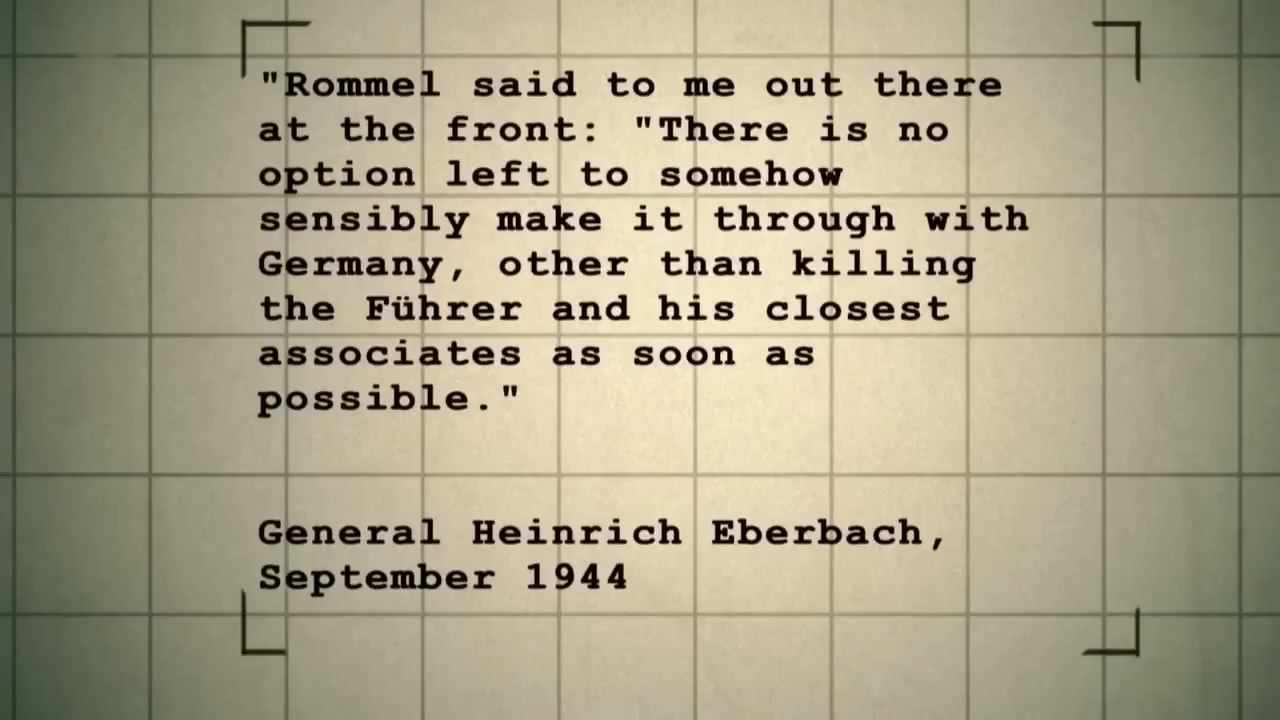 "Rommel said to me out there
at the front: "There is no
option left to somehow
sensibly make it through with
Germany, other than killing
the Führer and his closest
associates as soon as
possible."
General Heinrich Eberbach,
September 1944